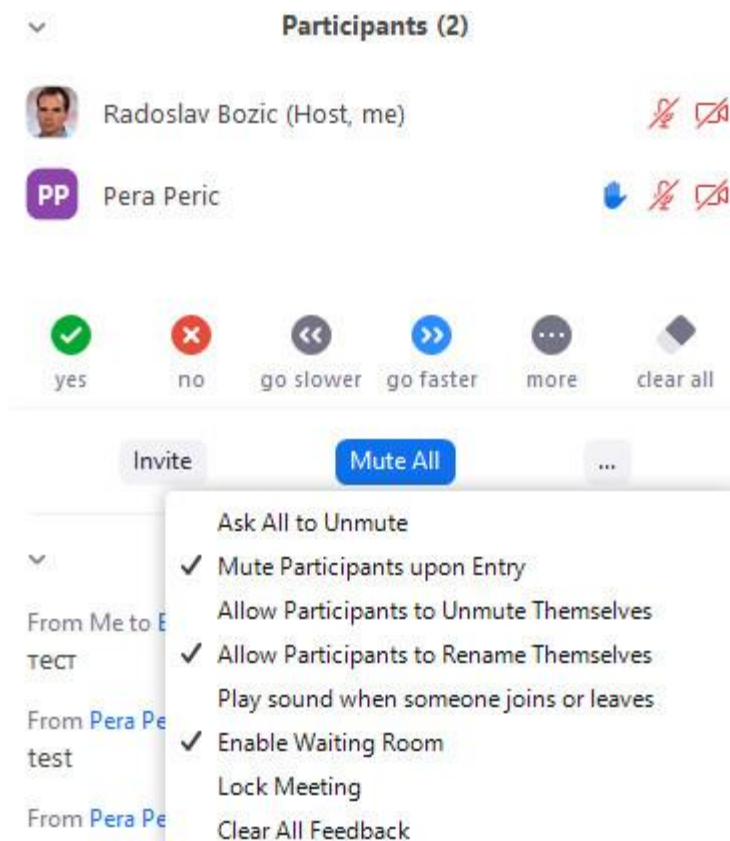 Participants (2)
Radoslav Bozic (Host, me)
PP Pera Peric
yes no go slower go faster more clear all
Invite Mute All ...
Ask All to Unmute
Mute Participants upon Entry
Allow Participants to Unmute Themselves
Allow Participants to Rename Themselves
Play sound when someone joins or leaves
Enable Waiting Room
Lock Meeting
Clear All Feedback
From Me to
тест
From Pera
test
From Pera